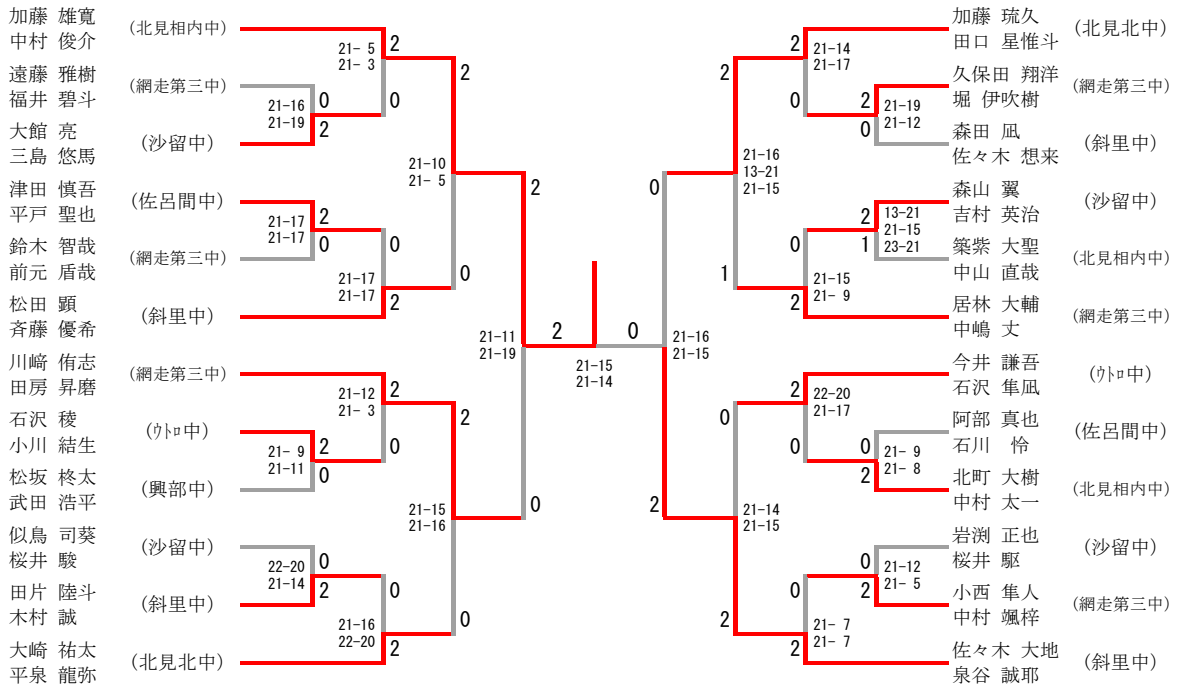 加藤 雄寛
中村 俊介
(北見相内中)
遠藤 雅樹
福井 碧斗
(網走第三中)
大館 亮
三島 悠馬
(沙留中)
津田 慎吾
平戸 聖也
(佐呂間中)
鈴木 智哉
前元 盾哉
(網走第三中)
松田 顕
斉藤 優希
(斜里中)
川﨑 侑志
田房 昇磨
(網走第三中)
石沢 稜
小川 結生
(ｳﾄﾛ中)
松坂 柊太
武田 浩平
(興部中)
似鳥 司葵
桜井 駿
(沙留中)
田片 陸斗
木村 誠
(斜里中)
大崎 祐太
平泉 龍弥
(北見北中)
21- 5
21- 3
2
0
21-16
21-19
0
2
2
21-10
21- 5
0
21-17
21-17
2
0
0
21-17
21-17
2
2
21-11
21-19
0
21-12
21- 3
2
0
21- 9
21-11
2
0
2
21-15
21-16
0
22-20
21-14
0
2
0
21-16
22-20
2
2
0
21-15
21-14
2
21-14
21-17
0
2
21-19
21-12
0
2
21-16
13-21
21-15
1
2
13-21
21-15
23-21
1
0
21-15
21- 9
2
0
21-16
21-15
2
2
22-20
21-17
0
0
21- 9
21- 8
2
0
21-14
21-15
2
0
21-12
21- 5
2
0
21- 7
21- 7
2
加藤 琉久
田口 星惟斗
(北見北中)
久保田 翔洋
堀 伊吹樹
(網走第三中)
森田 凪
佐々木 想来
(斜里中)
森山 翼
吉村 英治
(沙留中)
築紫 大聖
中山 直哉
(北見相内中)
居林 大輔
中嶋 丈
(網走第三中)
今井 謙吾
石沢 隼凪
(ｳﾄﾛ中)
阿部 真也
石川 怜
(佐呂間中)
北町 大樹
中村 太一
(北見相内中)
岩渕 正也
桜井 駆
(沙留中)
小西 隼人
中村 颯梓
(網走第三中)
佐々木 大地
泉谷 誠耶
(斜里中)